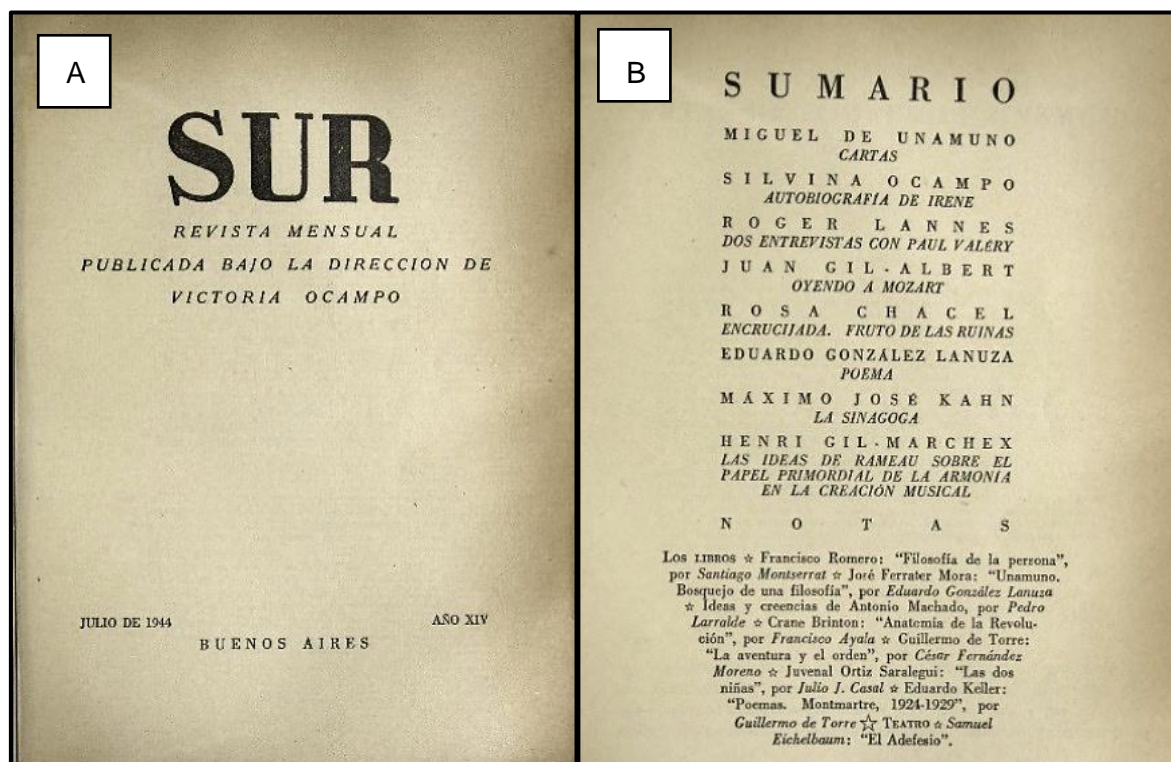 A
SUR
REVISTA MENSUAL
PUBLICADA BAJO LA DIRECCION DE
VICTORIA OCAMPO
JULIO DE 1944
AÑO XIV
BUENOS AIRES
B
SUMARIO
MIGUEL DE UNAMUNO
CARTAS
SILVINA OCAMPO
AUTOBIOGRAFÍA DE IRENE
ROGER LANNES
DOS ENTREVISTAS CON PAUL VALÉRY
JUAN GIL-ALBERT
OYENDO A MOZART
ROSA CHACEL
ENCRUCIJADA. FRUTO DE LAS RUINAS
EDUARDO GONZÁLEZ LANUZA
POEMA
MÁXIMO JOSÉ KAHN
LA SINAGOGA
HENRI GIL-MARCHEX
LAS IDEAS DE RAMEAU SOBRE EL
PAPEL PRIMORDIAL DE LA ARMONÍA
EN LA CREACIÓN MUSICAL
NOTAS
LOS LIBROS ☆ Francisco Romero: "Filosofía de la persona",
por Santiago Montserrat ☆ José Ferrater Mora: "Unamuno.
Bosquejo de una filosofía", por Eduardo González Lanuza
☆ Ideas y creencias de Antonio Machado, por Pedro
Larralde ☆ Crane Brinton: "Anatomía de la Revolu-
ción", por Francisco Ayala ☆ Guillermo de Torre:
"La aventura y el orden", por César Fernández
Moreno ☆ Juvenal Ortiz Saralegui: "Las dos
niñas", por Julio J. Casal ☆ Eduardo Keller:
"Poemas. Montmartre, 1924-1929", por
Guillermo de Torre ☆ TEATRO ☆ Samuel
Eichelbaum: "El Adefesio".